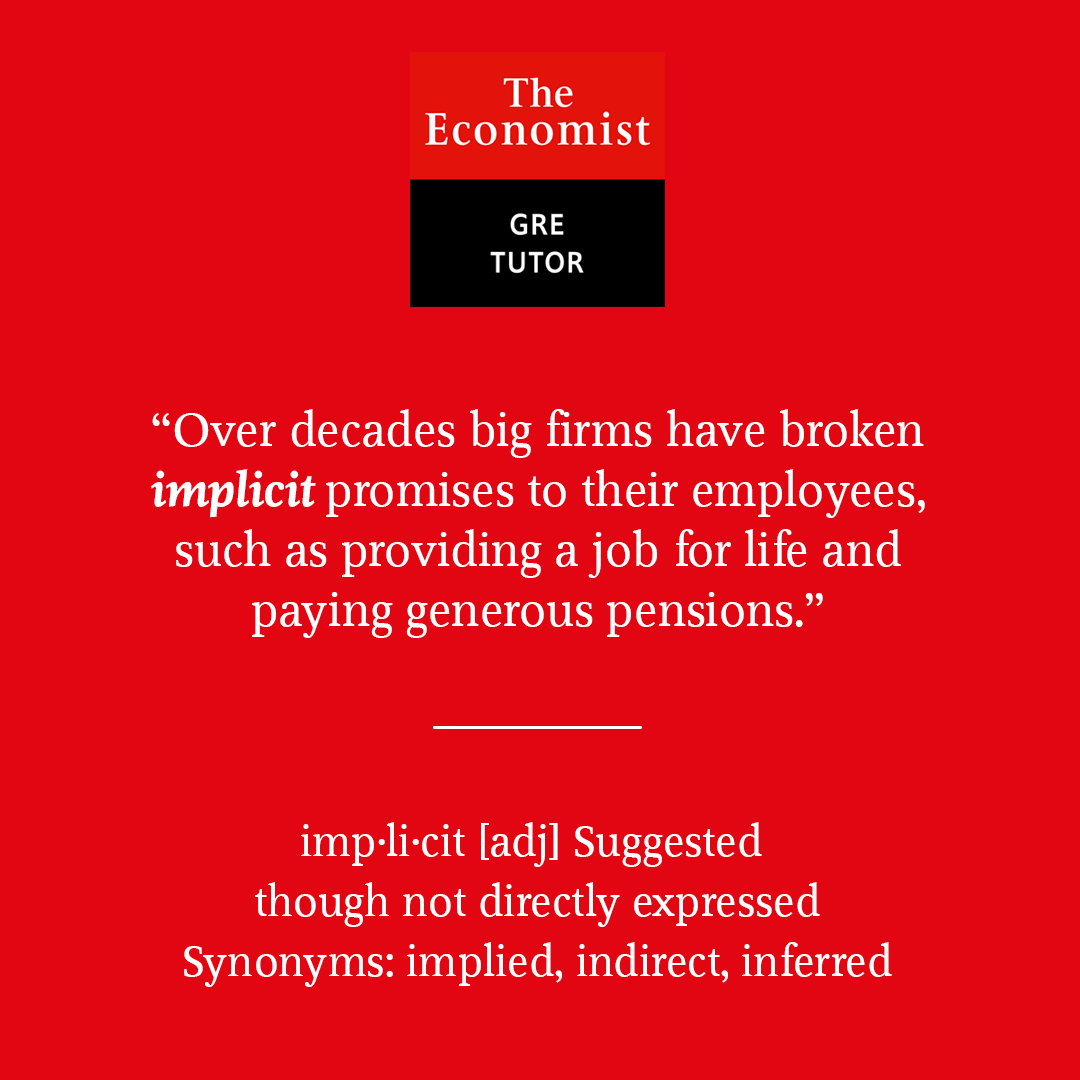 The
Economist
GRE
TUTOR
“Over decades big firms have broken
implicit promises to their employees,
such as providing a job for life and
paying generous pensions.”
imp·li·cit [adj] Suggested
though not directly expressed
Synonyms: implied, indirect, inferred